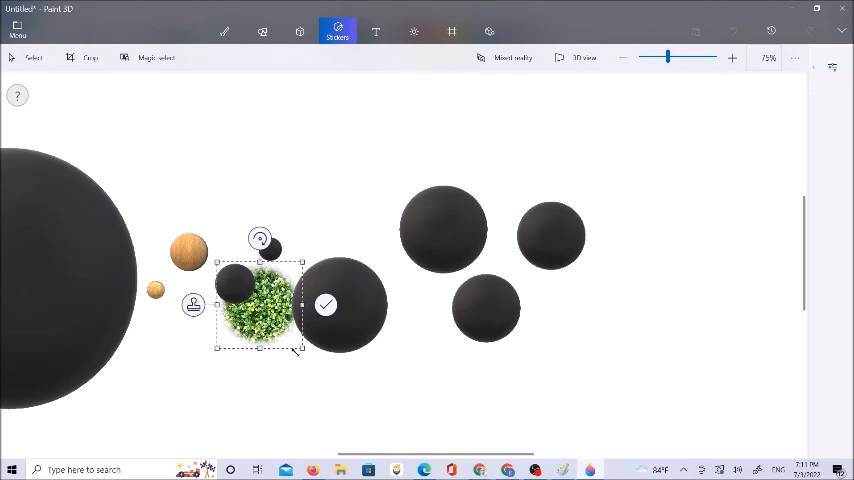 Untitled* - Paint 3D
Menu
Stickers
T
Select
Crop
Magic select
Mixed reality
3D view
75%
?
Type here to search
84°F
ENG
7:11 PM
7/3/2022